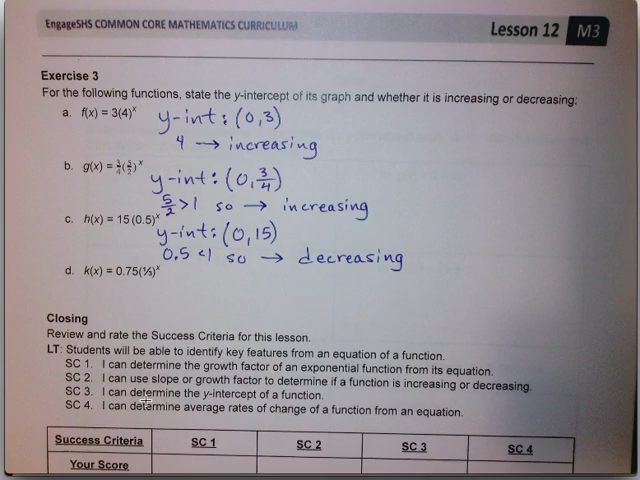 EngageSHS COMMON CORE MATHEMATICS CURRICULUM
Lesson 12 M3
Exercise 3
For the following functions, state the y-intercept of its graph and whether it is increasing or decreasing:
a. f(x) = 3(4)ˣ y-int: (0,3)
4 → increasing
b. g(x) = ¾(5/2)ˣ y-int: (0, 3/4)
5/2 >1 so → increasing
c. h(x) = 15(0.5)ˣ y-int: (0,15)
0.5 <1 so → decreasing
d. k(x) = 0.75(⅓)ˣ
Closing
Review and rate the Success Criteria for this lesson.
LT: Students will be able to identify key features from an equation of a function.
SC 1. I can determine the growth factor of an exponential function from its equation.
SC 2. I can use slope or growth factor to determine if a function is increasing or decreasing.
SC 3. I can determine the y-intercept of a function.
SC 4. I can determine average rates of change of a function from an equation.
Success Criteria SC 1 SC 2 SC 3 SC 4
Your Score